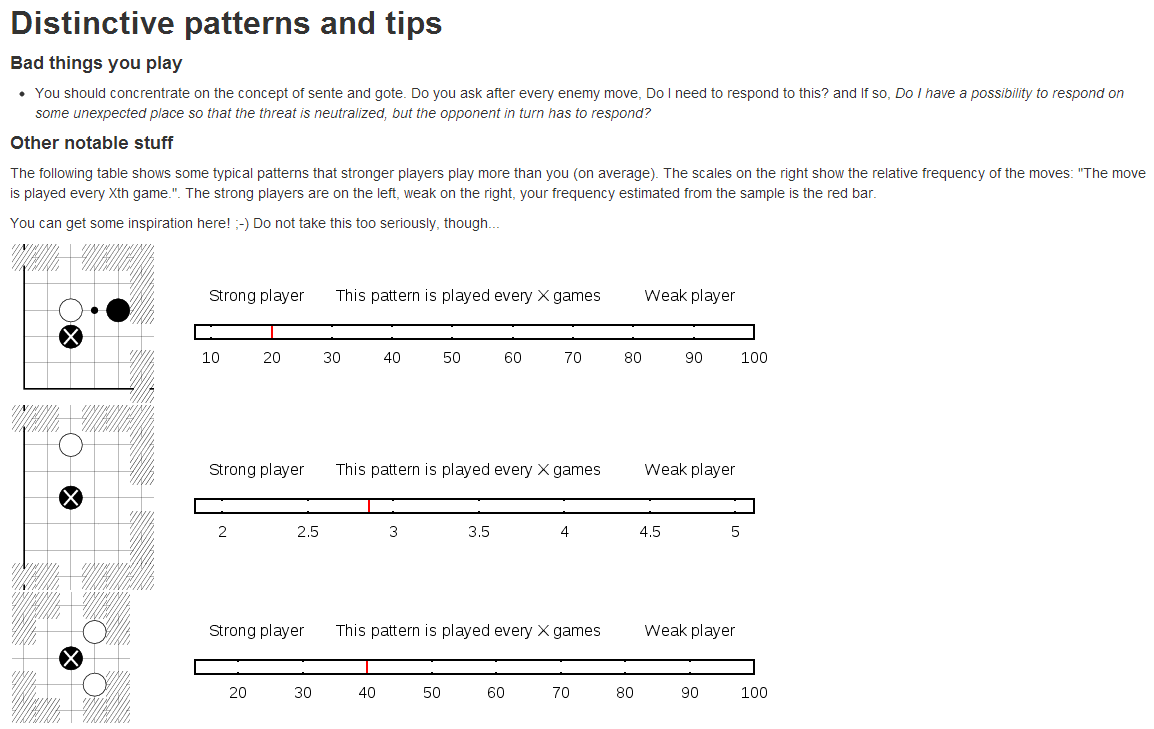 Distinctive patterns and tips
Bad things you play
• You should concrentrate on the concept of sente and gote. Do you ask after every enemy move, Do I need to respond to this? and If so, Do I have a possibility to respond on
some unexpected place so that the threat is neutralized, but the opponent in turn has to respond?
Other notable stuff
The following table shows some typical patterns that stronger players play more than you (on average). The scales on the right show the relative frequency of the moves: "The move
is played every Xth game.". The strong players are on the left, weak on the right, your frequency estimated from the sample is the red bar.
You can get some inspiration here! ;-) Do not take this too seriously, though...
Strong player This pattern is played every X games Weak player
X
10 20 30 40 50 60 70 80 90 100
Strong player This pattern is played every X games Weak player
X
2 2.5 3 3.5 4 4.5 5
Strong player This pattern is played every X games Weak player
X
20 30 40 50 60 70 80 90 100